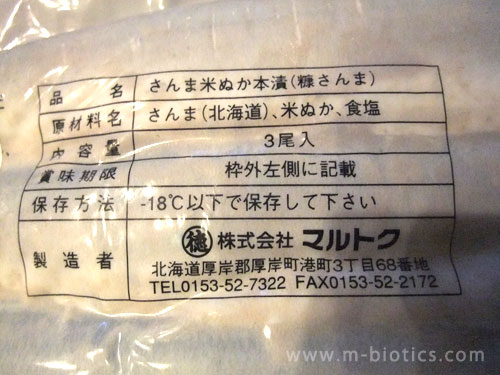 品名 さんま米ぬか本漬(糠さんま)
原材料名 さんま(北海道)、米ぬか、食塩
内容量 3尾入
賞味期限 枠外左側に記載
保存方法 -18℃以下で保存して下さい
製造者 徳 株式会社 マルトク
北海道厚岸郡厚岸町港町3丁目68番地
TEL0153-52-7322 FAX0153-52-2172
www.m-biotics.com